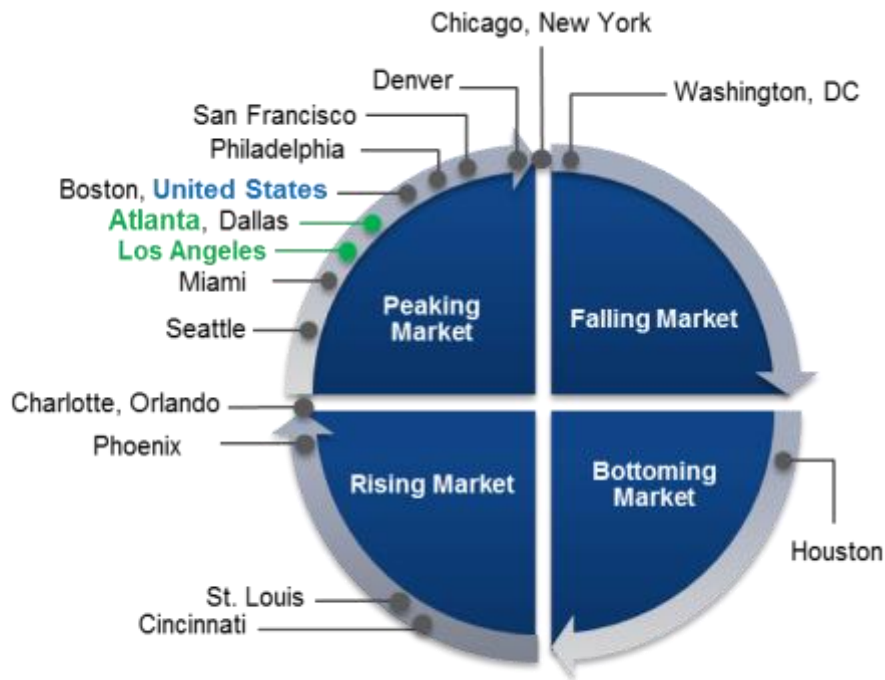 Chicago, New York
Denver
Washington, DC
San Francisco
Philadelphia
Boston, United States
Atlanta, Dallas
Los Angeles
Miami
Seattle
Peaking
Market
Falling Market
Charlotte, Orlando
Phoenix
Rising Market
Bottoming
Market
Houston
St. Louis
Cincinnati